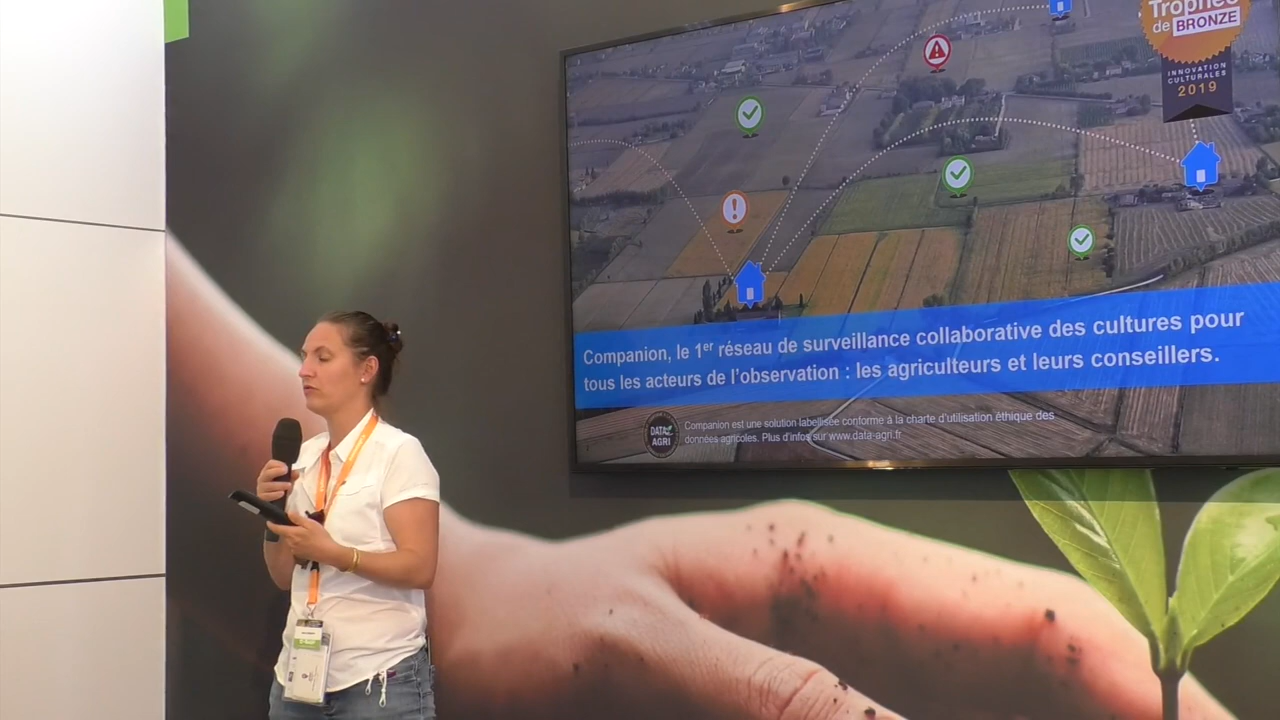 Trophée
de BRONZE
INNOVATION
CULTURALES
2019
Companion, le 1er réseau de surveillance collaborative des cultures pour
tous les acteurs de l'observation : les agriculteurs et leurs conseillers.
DATA
AGRI
Companion est une solution labellisée conforme à la charte d'utilisation éthique des
données agricoles. Plus d'infos sur www.data-agri.fr